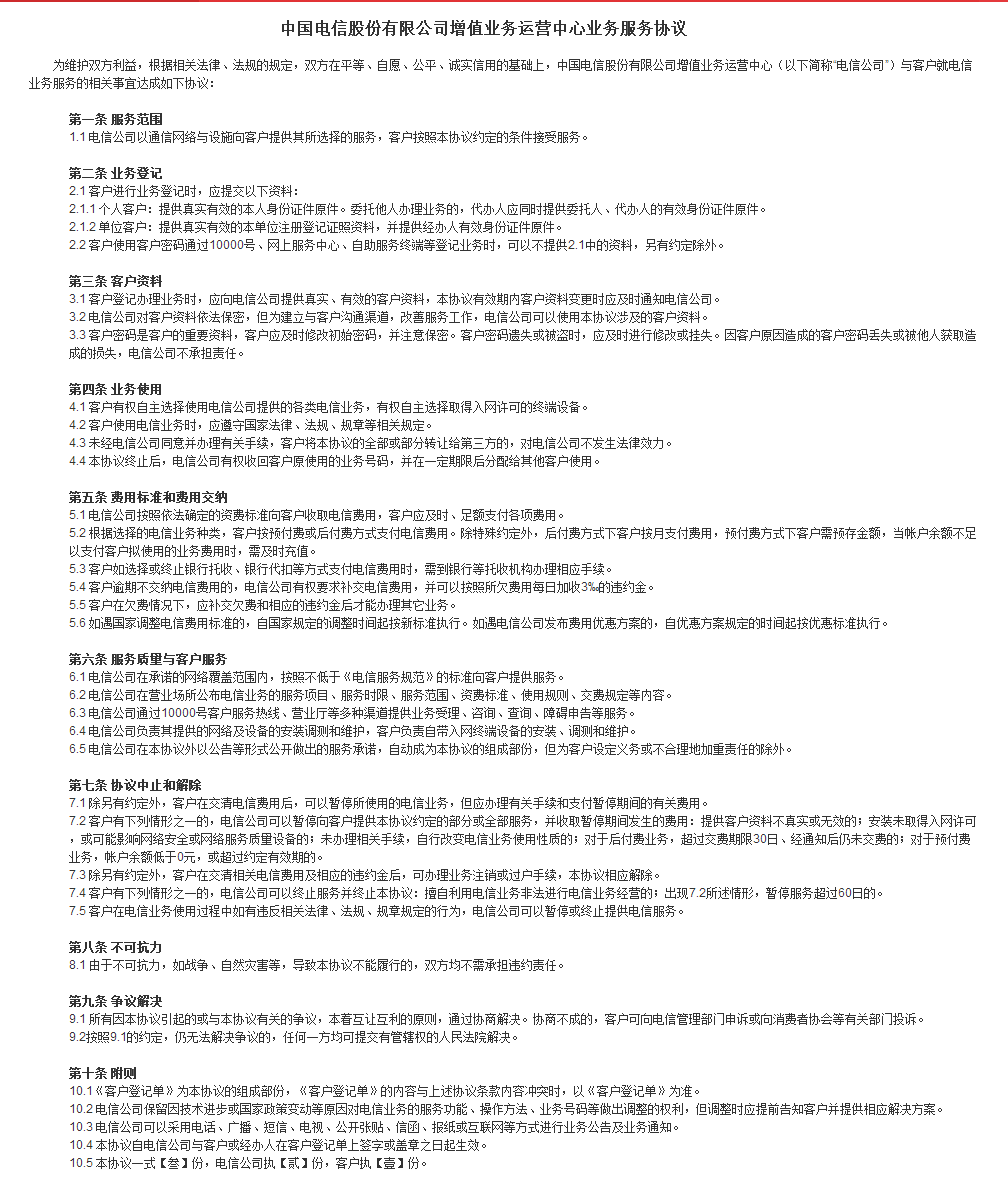 中国电信股份有限公司增值业务运营中心业务服务协议
为维护双方利益，根据相关法律、法规的规定，双方在平等、自愿、公平、诚实信用的基础上，中国电信股份有限公司增值业务运营中心（以下简称“电信公司”）与客户就电信
业务服务的相关事宜达成如下协议：
第一条 服务范围
1.1 电信公司以通信网络与设施向客户提供其所选择的服务，客户按照本协议约定的条件接受服务。
第二条 业务登记
2.1 客户进行业务登记时，应提交以下资料：
2.1.1 个人客户：提供真实有效的本人身份证件原件。委托他人办理业务的，代办人应同时提供委托人、代办人的有效身份证件原件。
2.1.2 单位客户：提供真实有效的本单位注册登记证照资料，并提供经办人有效身份证件原件。
2.2 客户使用客户密码通过10000号、网上服务中心、自助服务终端等登记业务时，可以不提供2.1中的资料，另有约定除外。
第三条 客户资料
3.1 客户登记办理业务时，应向电信公司提供真实、有效的客户资料，本协议有效期内客户资料变更时应及时通知电信公司。
3.2 电信公司对客户资料依法保密，但为建立与客户沟通渠道，改善服务工作，电信公司可以使用本协议涉及的客户资料。
3.3 客户密码是客户的重要资料，客户应及时修改初始密码，并注意保密。客户密码遗失或被盗时，应及时进行修改或挂失。因客户原因造成的客户密码丢失或被他人获取造
成的损失，电信公司不承担责任。
第四条 业务使用
4.1 客户有权自主选择使用电信公司提供的各类电信业务，有权自主选择取得入网许可的终端设备。
4.2 客户使用电信业务时，应遵守国家法律、法规、规章等相关规定。
4.3 未经电信公司同意并办理有关手续，客户将本协议的全部或部分转让给第三方的，对电信公司不发生法律效力。
4.4 本协议终止后，电信公司有权收回客户原使用的业务号码，并在一定期限后分配给其他客户使用。
第五条 费用标准和费用交纳
5.1 电信公司按照依法确定的资费标准向客户收取电信费用，客户应及时、足额支付各项费用。
5.2 根据选择的电信业务种类，客户按预付费或后付费方式支付电信费用。除特殊约定外，后付费方式下客户按月支付费用，预付费方式下客户需预存金额，当帐户余额不足
以支付客户拟使用的业务费用时，需及时充值。
5.3 客户如选择或终止银行托收、银行代扣等方式支付电信费用时，需到银行等托收机构办理相应手续。
5.4 客户逾期不交纳电信费用的，电信公司有权要求补交电信费用，并可以按照所欠费用每日加收3‰的违约金。
5.5 客户在欠费情况下，应补交欠费和相应的违约金后才能办理其它业务。
5.6 如遇国家调整电信费用标准的，自国家规定的调整时间起按新标准执行。如遇电信公司发布费用优惠方案的，自优惠方案规定的时间起按优惠标准执行。
第六条 服务质量与客户服务
6.1 电信公司在承诺的网络覆盖范围内，按照不低于《电信服务规范》的标准向客户提供服务。
6.2 电信公司在营业场所公布电信业务的服务项目、服务时限、服务范围、资费标准、使用规则、交费规定等内容。
6.3 电信公司通过10000号客户服务热线、营业厅等多种渠道提供业务受理、咨询、查询、障碍申告等服务。
6.4 电信公司负责其提供的网络及设备的安装调测和维护，客户负责自带入网终端设备的安装、调测和维护。
6.5 电信公司在本协议外以公告等形式公开做出的服务承诺，自动成为本协议的组成部份，但为客户设定义务或不合理地加重责任的除外。
第七条 协议中止和解除
7.1 除另有约定外，客户在交清电信费用后，可以暂停所使用的电信业务，但应办理有关手续和支付暂停期间的有关费用。
7.2 客户有下列情形之一的，电信公司可以暂停向客户提供本协议约定的部分或全部服务，并收取暂停期间发生的费用：提供客户资料不真实或无效的；安装未取得入网许可
，或可能影响网络安全或网络服务质量设备的；未办理相关手续，自行改变电信业务使用性质的；对于后付费业务，超过交费期限30日、经通知后仍未交费的；对于预付费
业务，帐户余额低于0元，或超过约定有效期的。
7.3 除另有约定外，客户在交清相关电信费用及相应的违约金后，可办理业务注销或过户手续，本协议相应解除。
7.4 客户有下列情形之一的，电信公司可以终止服务并终止本协议：擅自利用电信业务非法进行电信业务经营的；出现7.2所述情形，暂停服务超过60日的。
7.5 客户在电信业务使用过程中如有违反相关法律、法规、规章规定的行为，电信公司可以暂停或终止提供电信服务。
第八条 不可抗力
8.1 由于不可抗力，如战争、自然灾害等，导致本协议不能履行的，双方均不需承担违约责任。
第九条 争议解决
9.1 所有因本协议引起的或与本协议有关的争议，本着互让互利的原则，通过协商解决。协商不成的，客户可向电信管理部门申诉或向消费者协会等有关部门投诉。
9.2按照9.1的约定，仍无法解决争议的，任何一方均可提交有管辖权的人民法院解决。
第十条 附则
10.1《客户登记单》为本协议的组成部份，《客户登记单》的内容与上述协议条款内容冲突时，以《客户登记单》为准。
10.2 电信公司保留因技术进步或国家政策变动等原因对电信业务的服务功能、操作方法、业务号码等做出调整的权利，但调整时应提前告知客户并提供相应解决方案。
10.3 电信公司可以采用电话、广播、短信、电视、公开张贴、信函、报纸或互联网等方式进行业务公告及业务通知。
10.4 本协议自电信公司与客户或经办人在客户登记单上签字或盖章之日起生效。
10.5 本协议一式【叁】份，电信公司执【贰】份，客户执【壹】份。